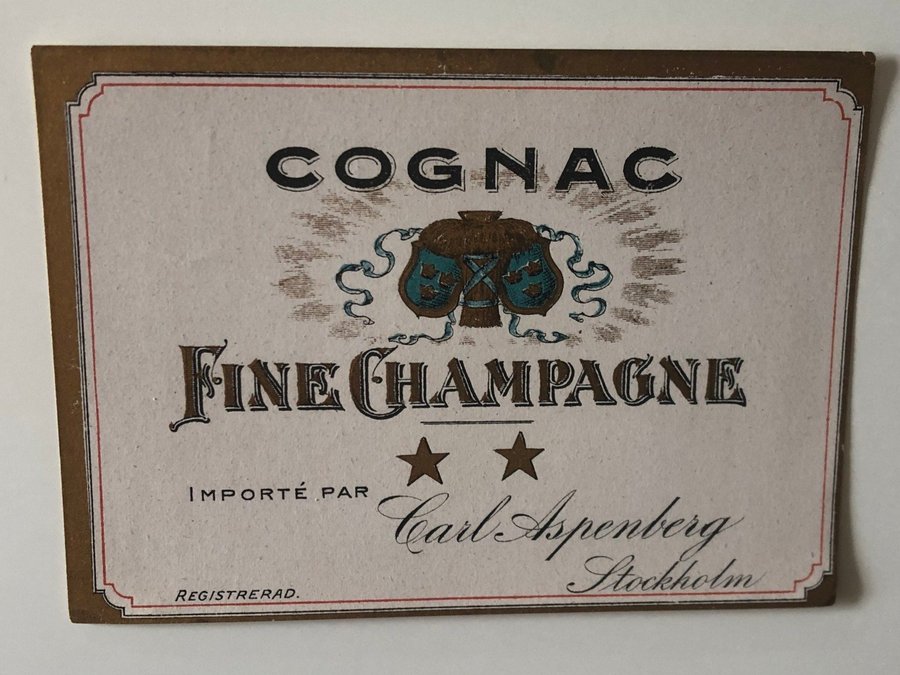 COGNAC
FINE CHAMPAGNE
IMPORTÉ PAR
Carl Aspenberg
Stockholm
REGISTRERAD.